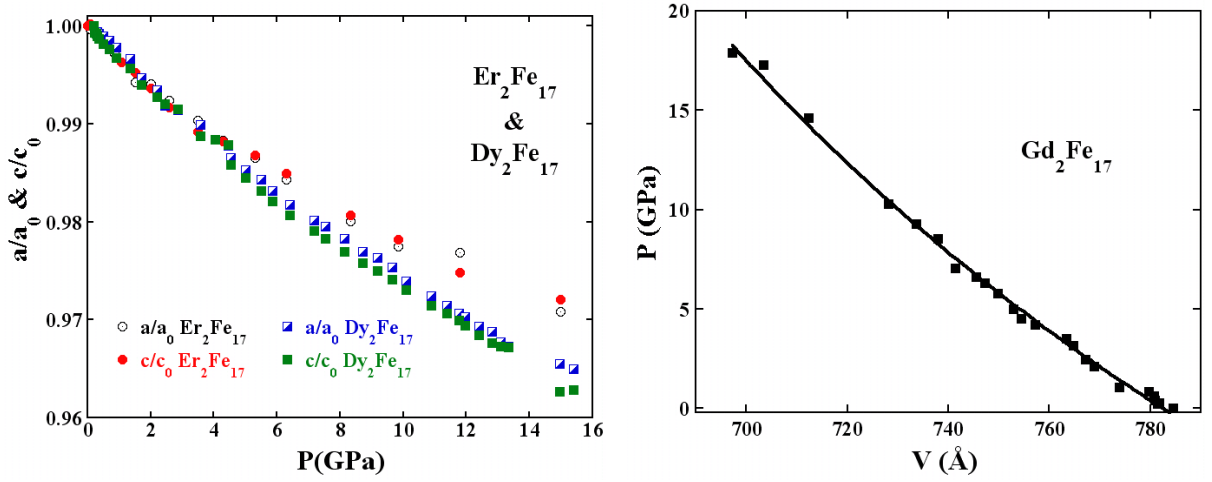 1.00
0.99
0.98
0.97
0.96
a/a0 & c/c0
0 2 4 6 8 10 12 14 16
P(GPa)
Er2Fe17
&
Dy2Fe17
a/a0 Er2Fe17
a/a0 Dy2Fe17
c/c0 Er2Fe17
c/c0 Dy2Fe17
20
15
10
5
0
P (GPa)
700 720 740 760 780
V (Å)
Gd2Fe17